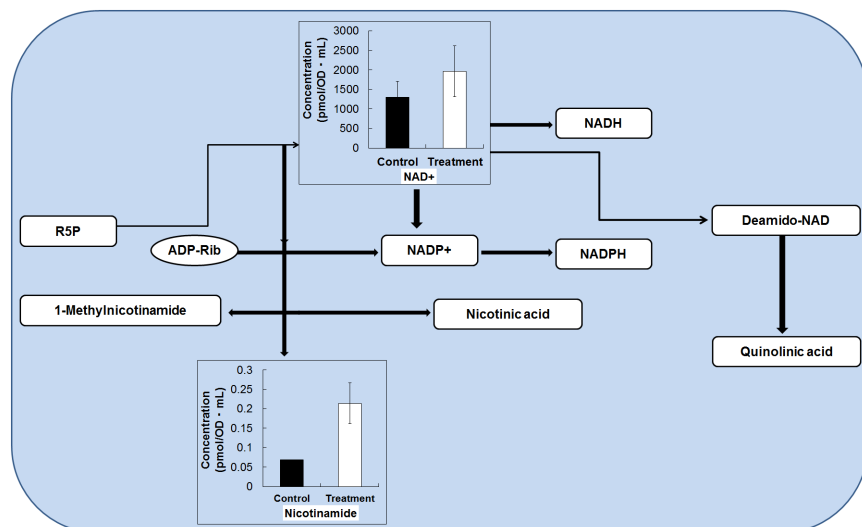 3000
2500
2000
1500
1000
500
0
Concentration
(pmol/OD・mL)
Control Treatment
NAD+
NADH
R5P
Deamido-NAD
ADP-Rib
NADP+
NADPH
1-Methylnicotinamide
Nicotinic acid
Quinolinic acid
0.3
0.25
0.2
0.15
0.1
0.05
0
Concentration
(pmol/OD・mL)
Control Treatment
Nicotinamide